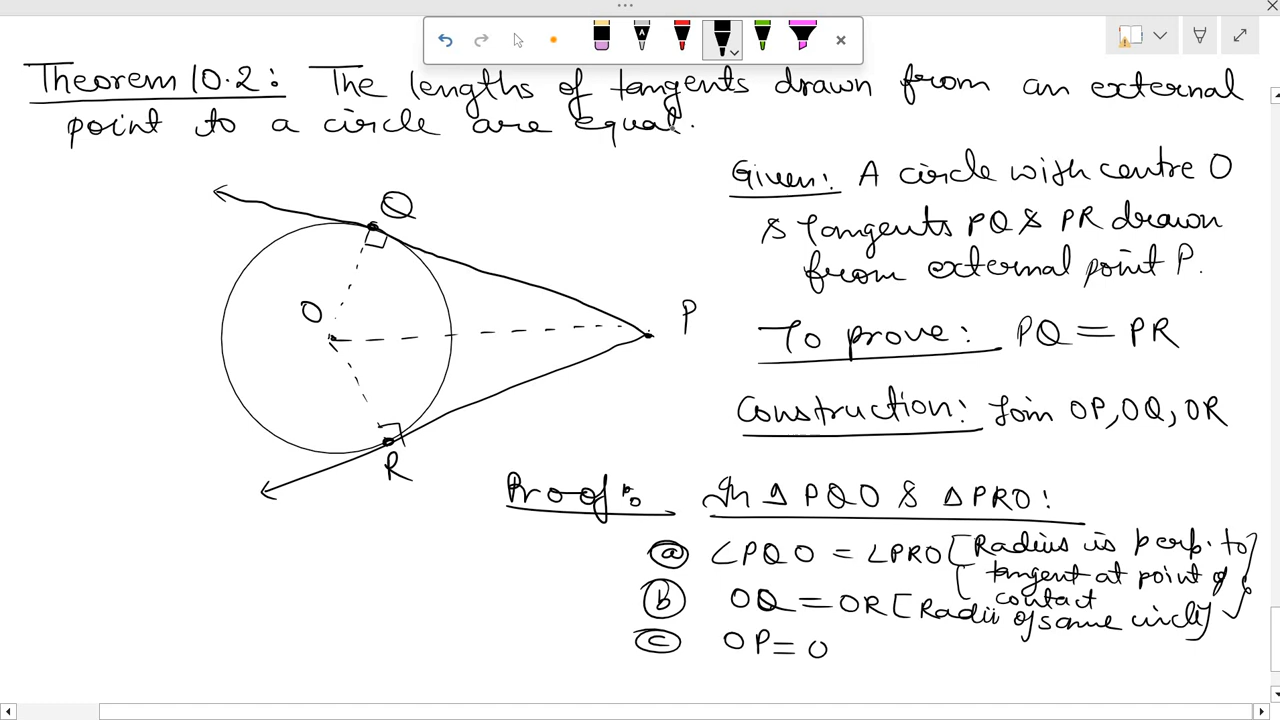 Theorem 10.2: The lengths of tangents drawn from an external
point to a circle are equal.
Given: A circle with centre O
& Tangents PQ & PR drawn
from external point P.
To prove: PQ = PR
Construction: Join OP, OQ, OR
Q
O
P
R
Proof: In Δ PQO & ΔPRO:
(a) ∠PQO = ∠PRO [Radius is perp. to
tangent at point of
contact
(b) OQ = OR [Radii of same circle]
(c) OP = O